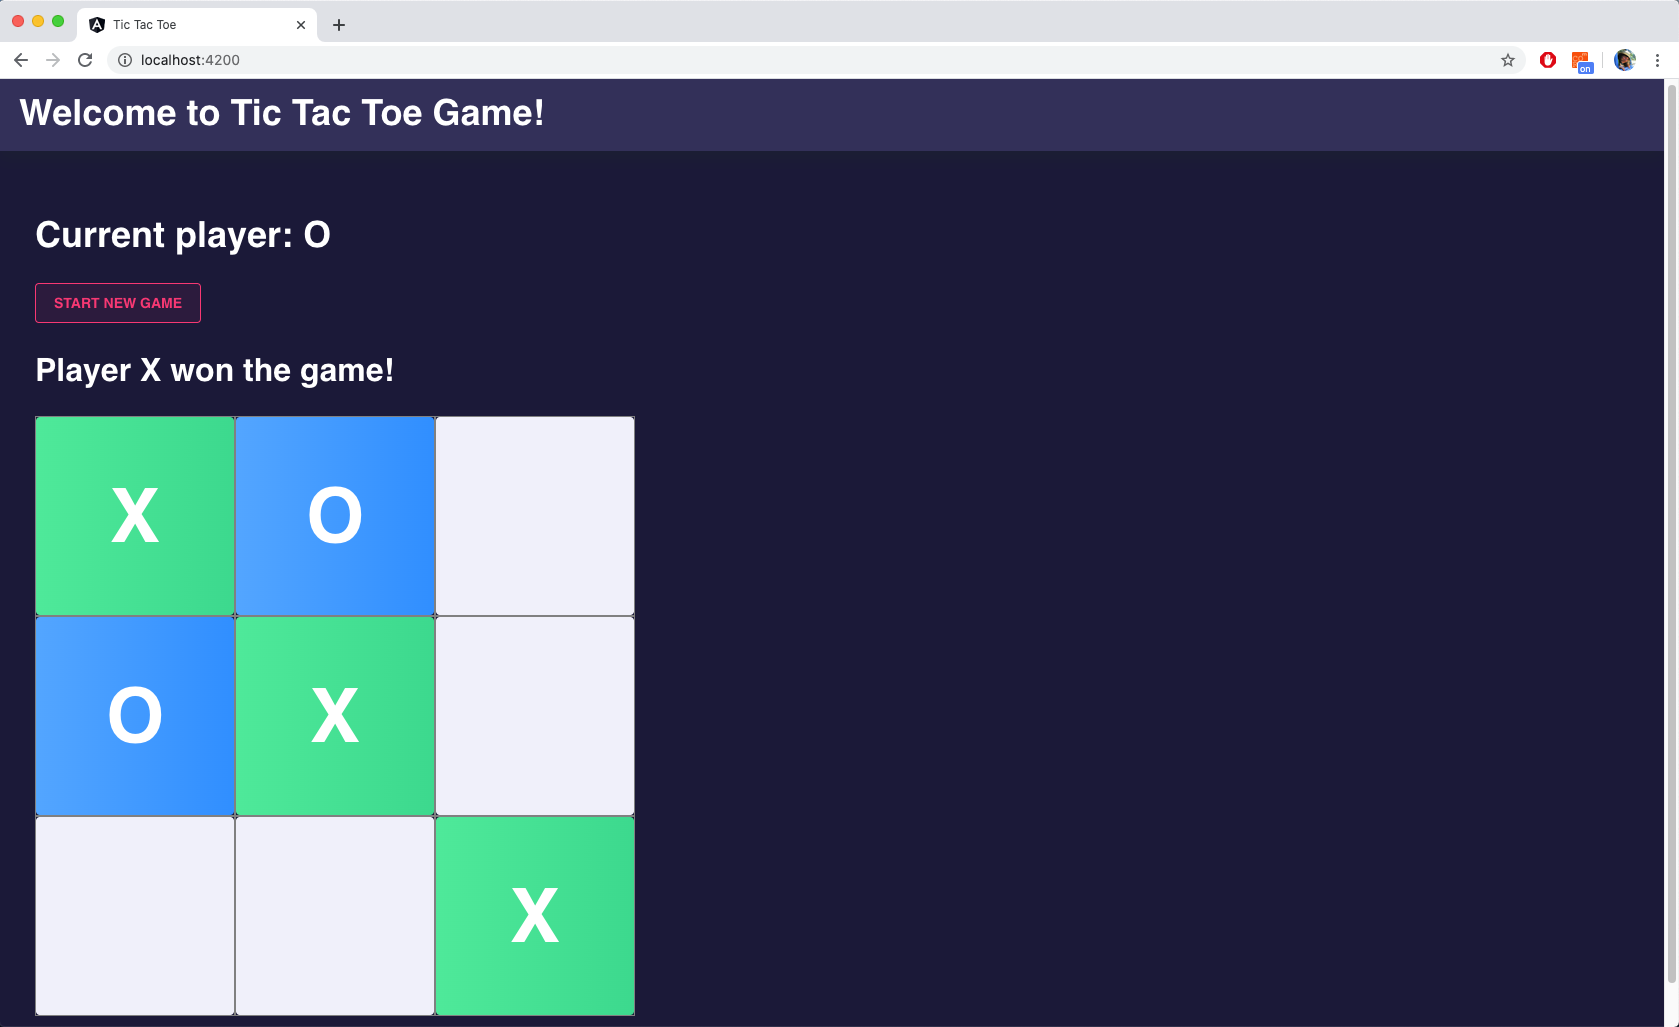 Tic Tac Toe
localhost:4200
on
Welcome to Tic Tac Toe Game!
Current player: O
START NEW GAME
Player X won the game!
X O
O X
X